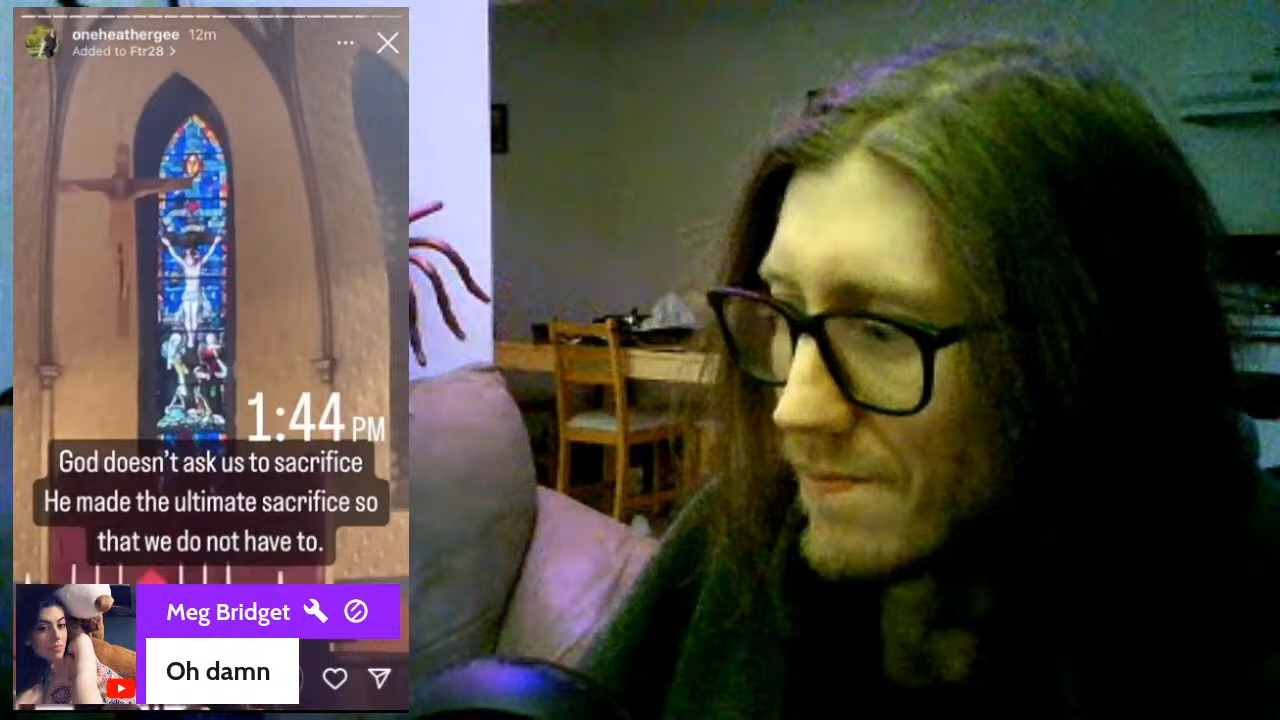 oneheathergee 12m
Added to Ftr28 >
1:44 PM
God doesn't ask us to sacrifice
He made the ultimate sacrifice so
that we do not have to.
Meg Bridget
Oh damn